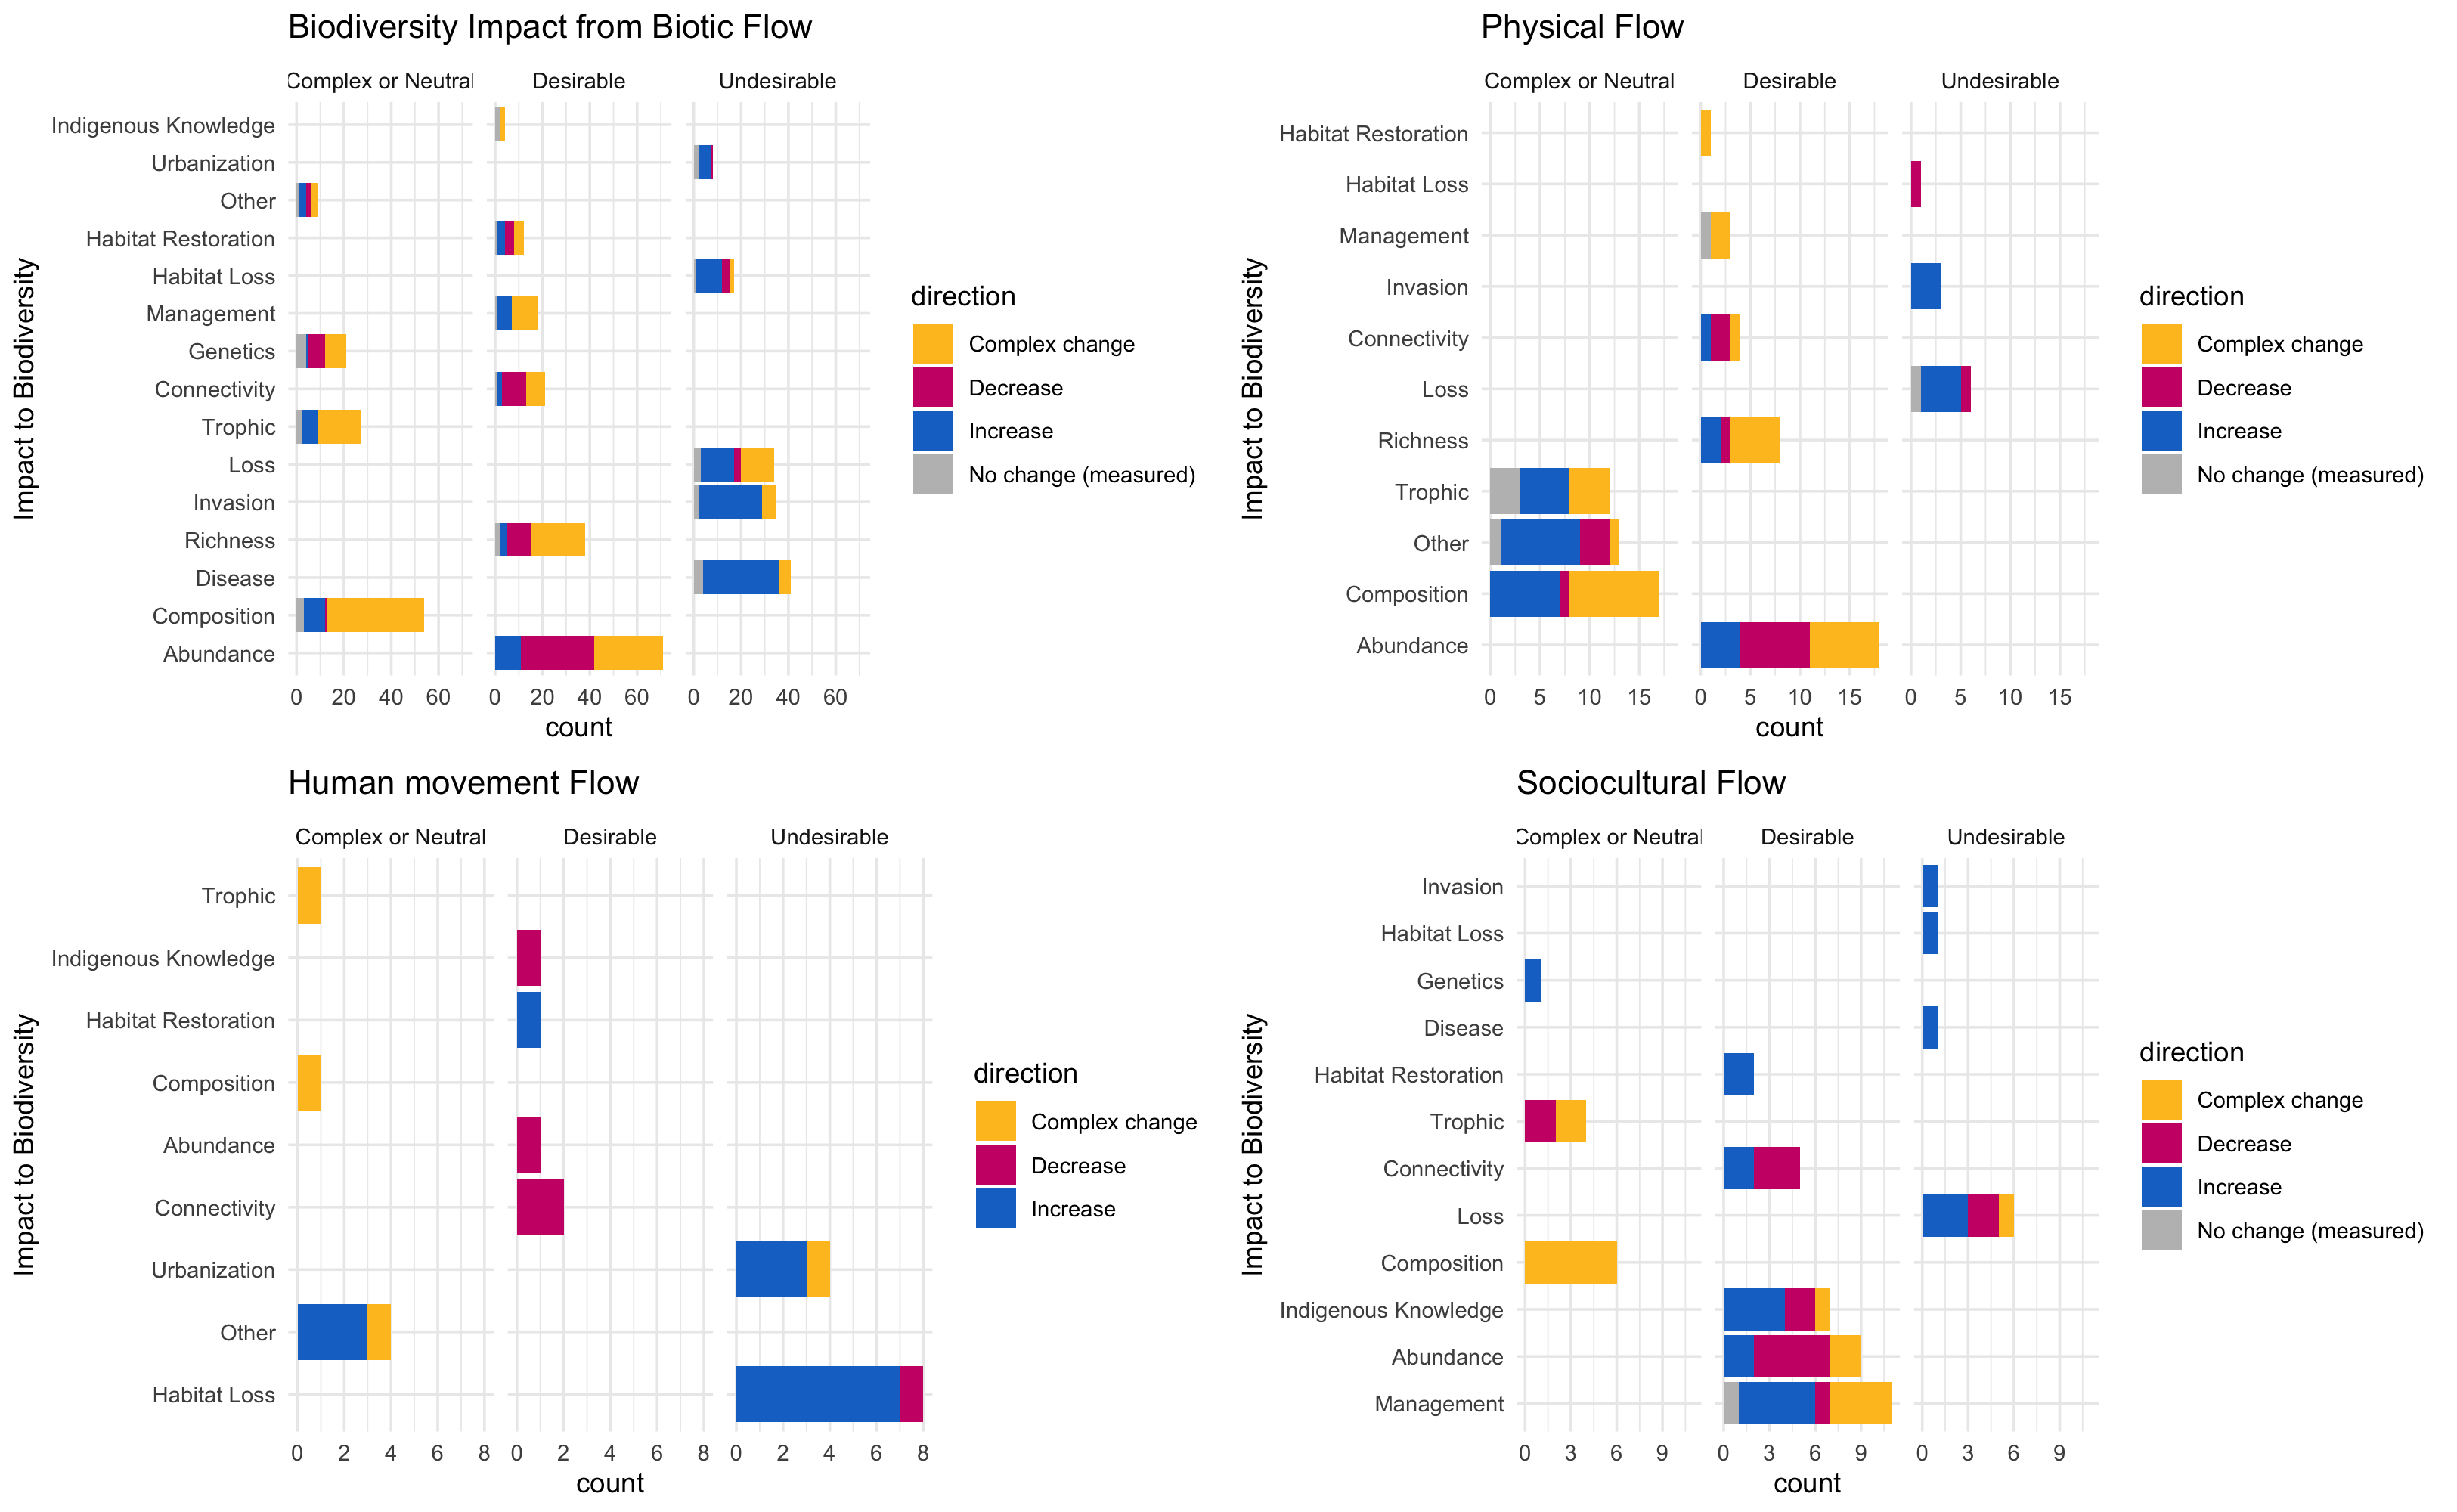 Biodiversity Impact from Biotic Flow
Complex or Neutral Desirable Undesirable
Impact to Biodiversity
Indigenous Knowledge
Urbanization
Other
Habitat Restoration
Habitat Loss
Management
Genetics
Connectivity
Trophic
Loss
Invasion
Richness
Disease
Composition
Abundance
0 20 40 60 0 20 40 60 0 20 40 60
count
direction
Complex change
Decrease
Increase
No change (measured)
Physical Flow
Complex or Neutral Desirable Undesirable
Impact to Biodiversity
Habitat Restoration
Habitat Loss
Management
Invasion
Connectivity
Loss
Richness
Trophic
Other
Composition
Abundance
0 5 10 15 0 5 10 15 0 5 10 15
count
direction
Complex change
Decrease
Increase
No change (measured)
Human movement Flow
Complex or Neutral Desirable Undesirable
Impact to Biodiversity
Trophic
Indigenous Knowledge
Habitat Restoration
Composition
Abundance
Connectivity
Urbanization
Other
Habitat Loss
0 2 4 6 8 0 2 4 6 8 0 2 4 6 8
count
direction
Complex change
Decrease
Increase
Sociocultural Flow
Complex or Neutral Desirable Undesirable
Impact to Biodiversity
Invasion
Habitat Loss
Genetics
Disease
Habitat Restoration
Trophic
Connectivity
Loss
Composition
Indigenous Knowledge
Abundance
Management
0 3 6 9 0 3 6 9 0 3 6 9
count
direction
Complex change
Decrease
Increase
No change (measured)